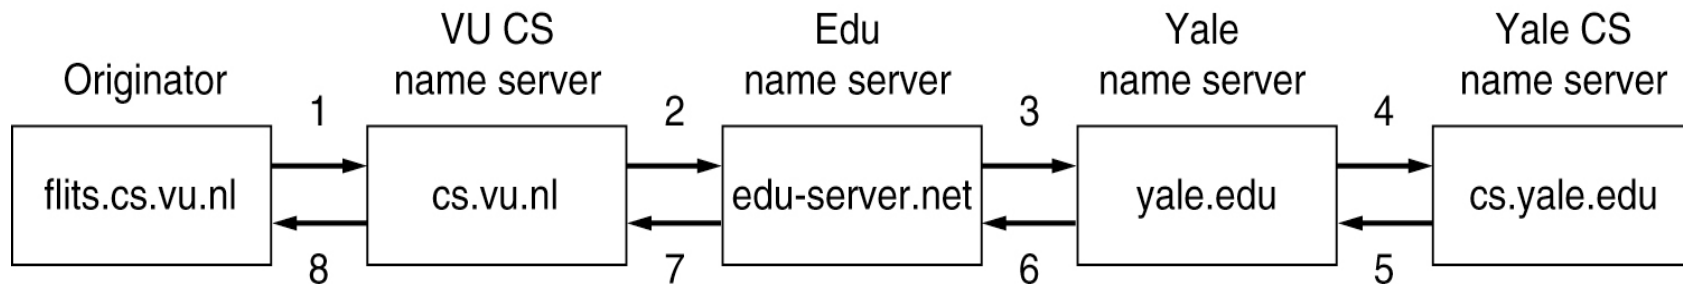 Originator
VU CS
name server
Edu
name server
Yale
name server
Yale CS
name server
1
2
3
4
flits.cs.vu.nl
cs.vu.nl
edu-server.net
yale.edu
cs.yale.edu
8
7
6
5